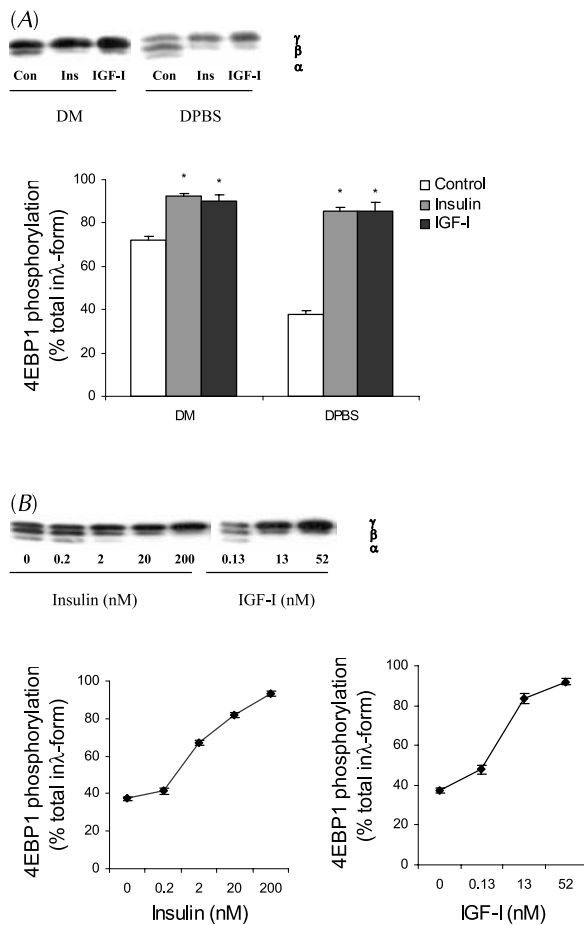 (A)
γ
β
α
Con Ins IGF-I Con Ins IGF-I
DM DPBS
4EBP1 phosphorylation
(% total inλ-form)
100
80
60
40
20
0
* * * *
Control
Insulin
IGF-I
DM DPBS
(B)
γ
β
α
0 0.2 2 20 200 0.13 13 52
Insulin (nM) IGF-I (nM)
4EBP1 phosphorylation
(% total inλ-form)
100
80
60
40
20
0
0 0.2 2 20 200
Insulin (nM)
4EBP1 phosphorylation
(% total inλ-form)
100
80
60
40
20
0
0 0.13 13 52
IGF-I (nM)